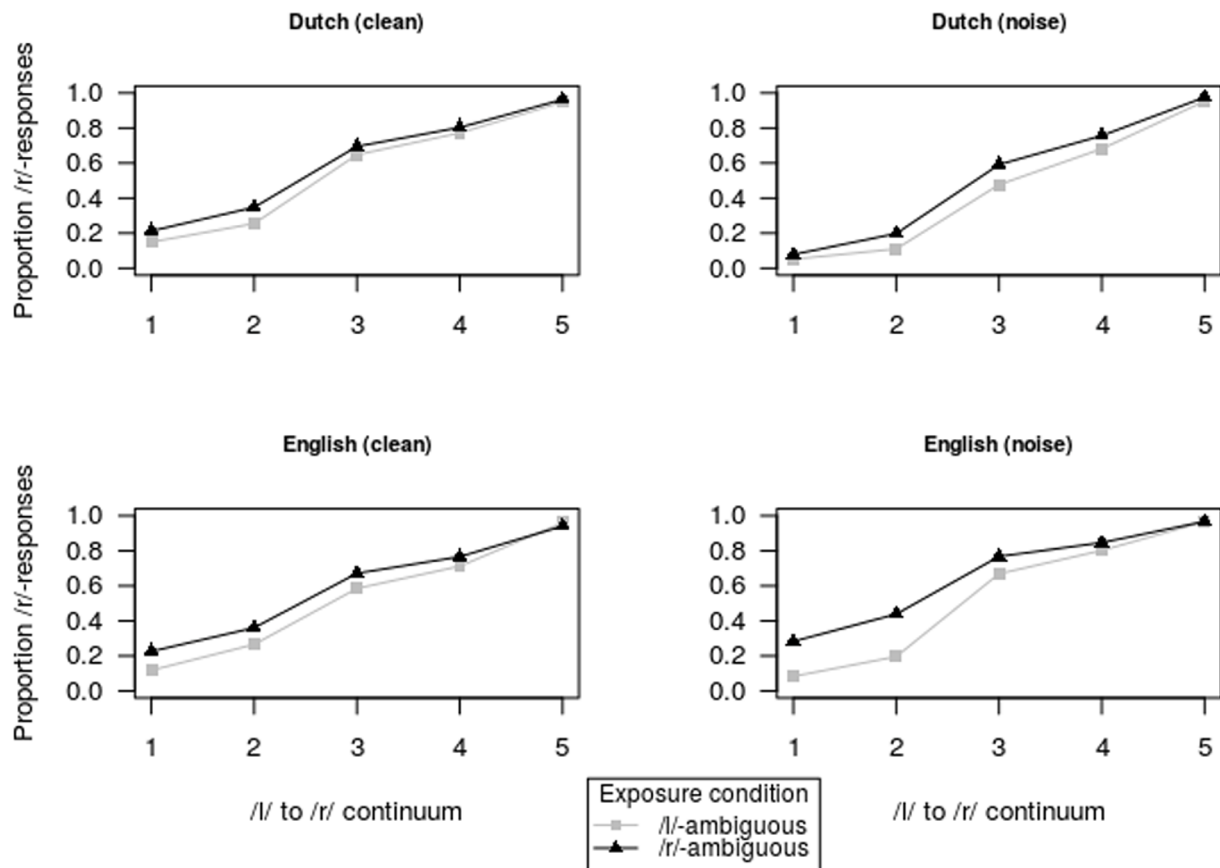 Dutch (clean)
Dutch (noise)
Proportion /r/-responses
1.0
0.8
0.6
0.4
0.2
0.0
1 2 3 4 5
1.0
0.8
0.6
0.4
0.2
0.0
1 2 3 4 5
English (clean)
English (noise)
Proportion /r/-responses
1.0
0.8
0.6
0.4
0.2
0.0
1 2 3 4 5
/l/ to /r/ continuum
1.0
0.8
0.6
0.4
0.2
0.0
1 2 3 4 5
/l/ to /r/ continuum
Exposure condition
/l/-ambiguous
/r/-ambiguous